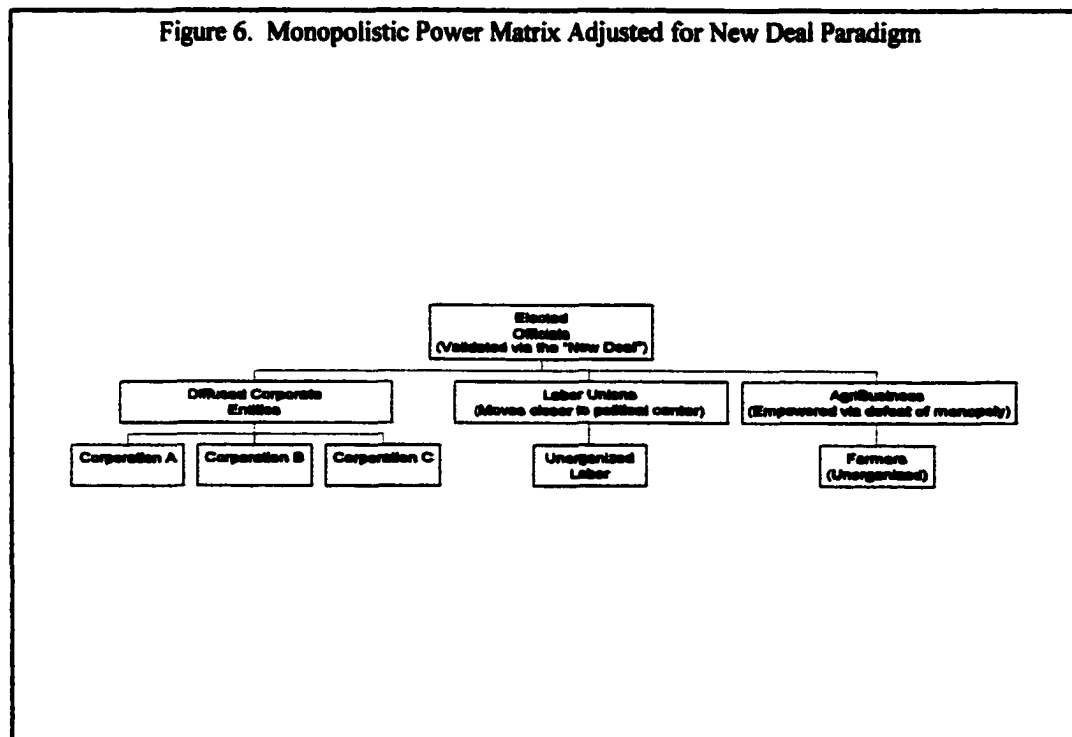 Figure 6. Monopolistic Power Matrix Adjusted for New Deal Paradigm
Elected
Officials
(Validated via the "New Deal")
Diffused Corporate
Entities
Labor Unions
(Moves closer to political center)
AgriBusiness
(Empowered via defeat of monopoly)
Corporation A
Corporation B
Corporation C
Unorganized
Labor
Farmers
(Unorganized)